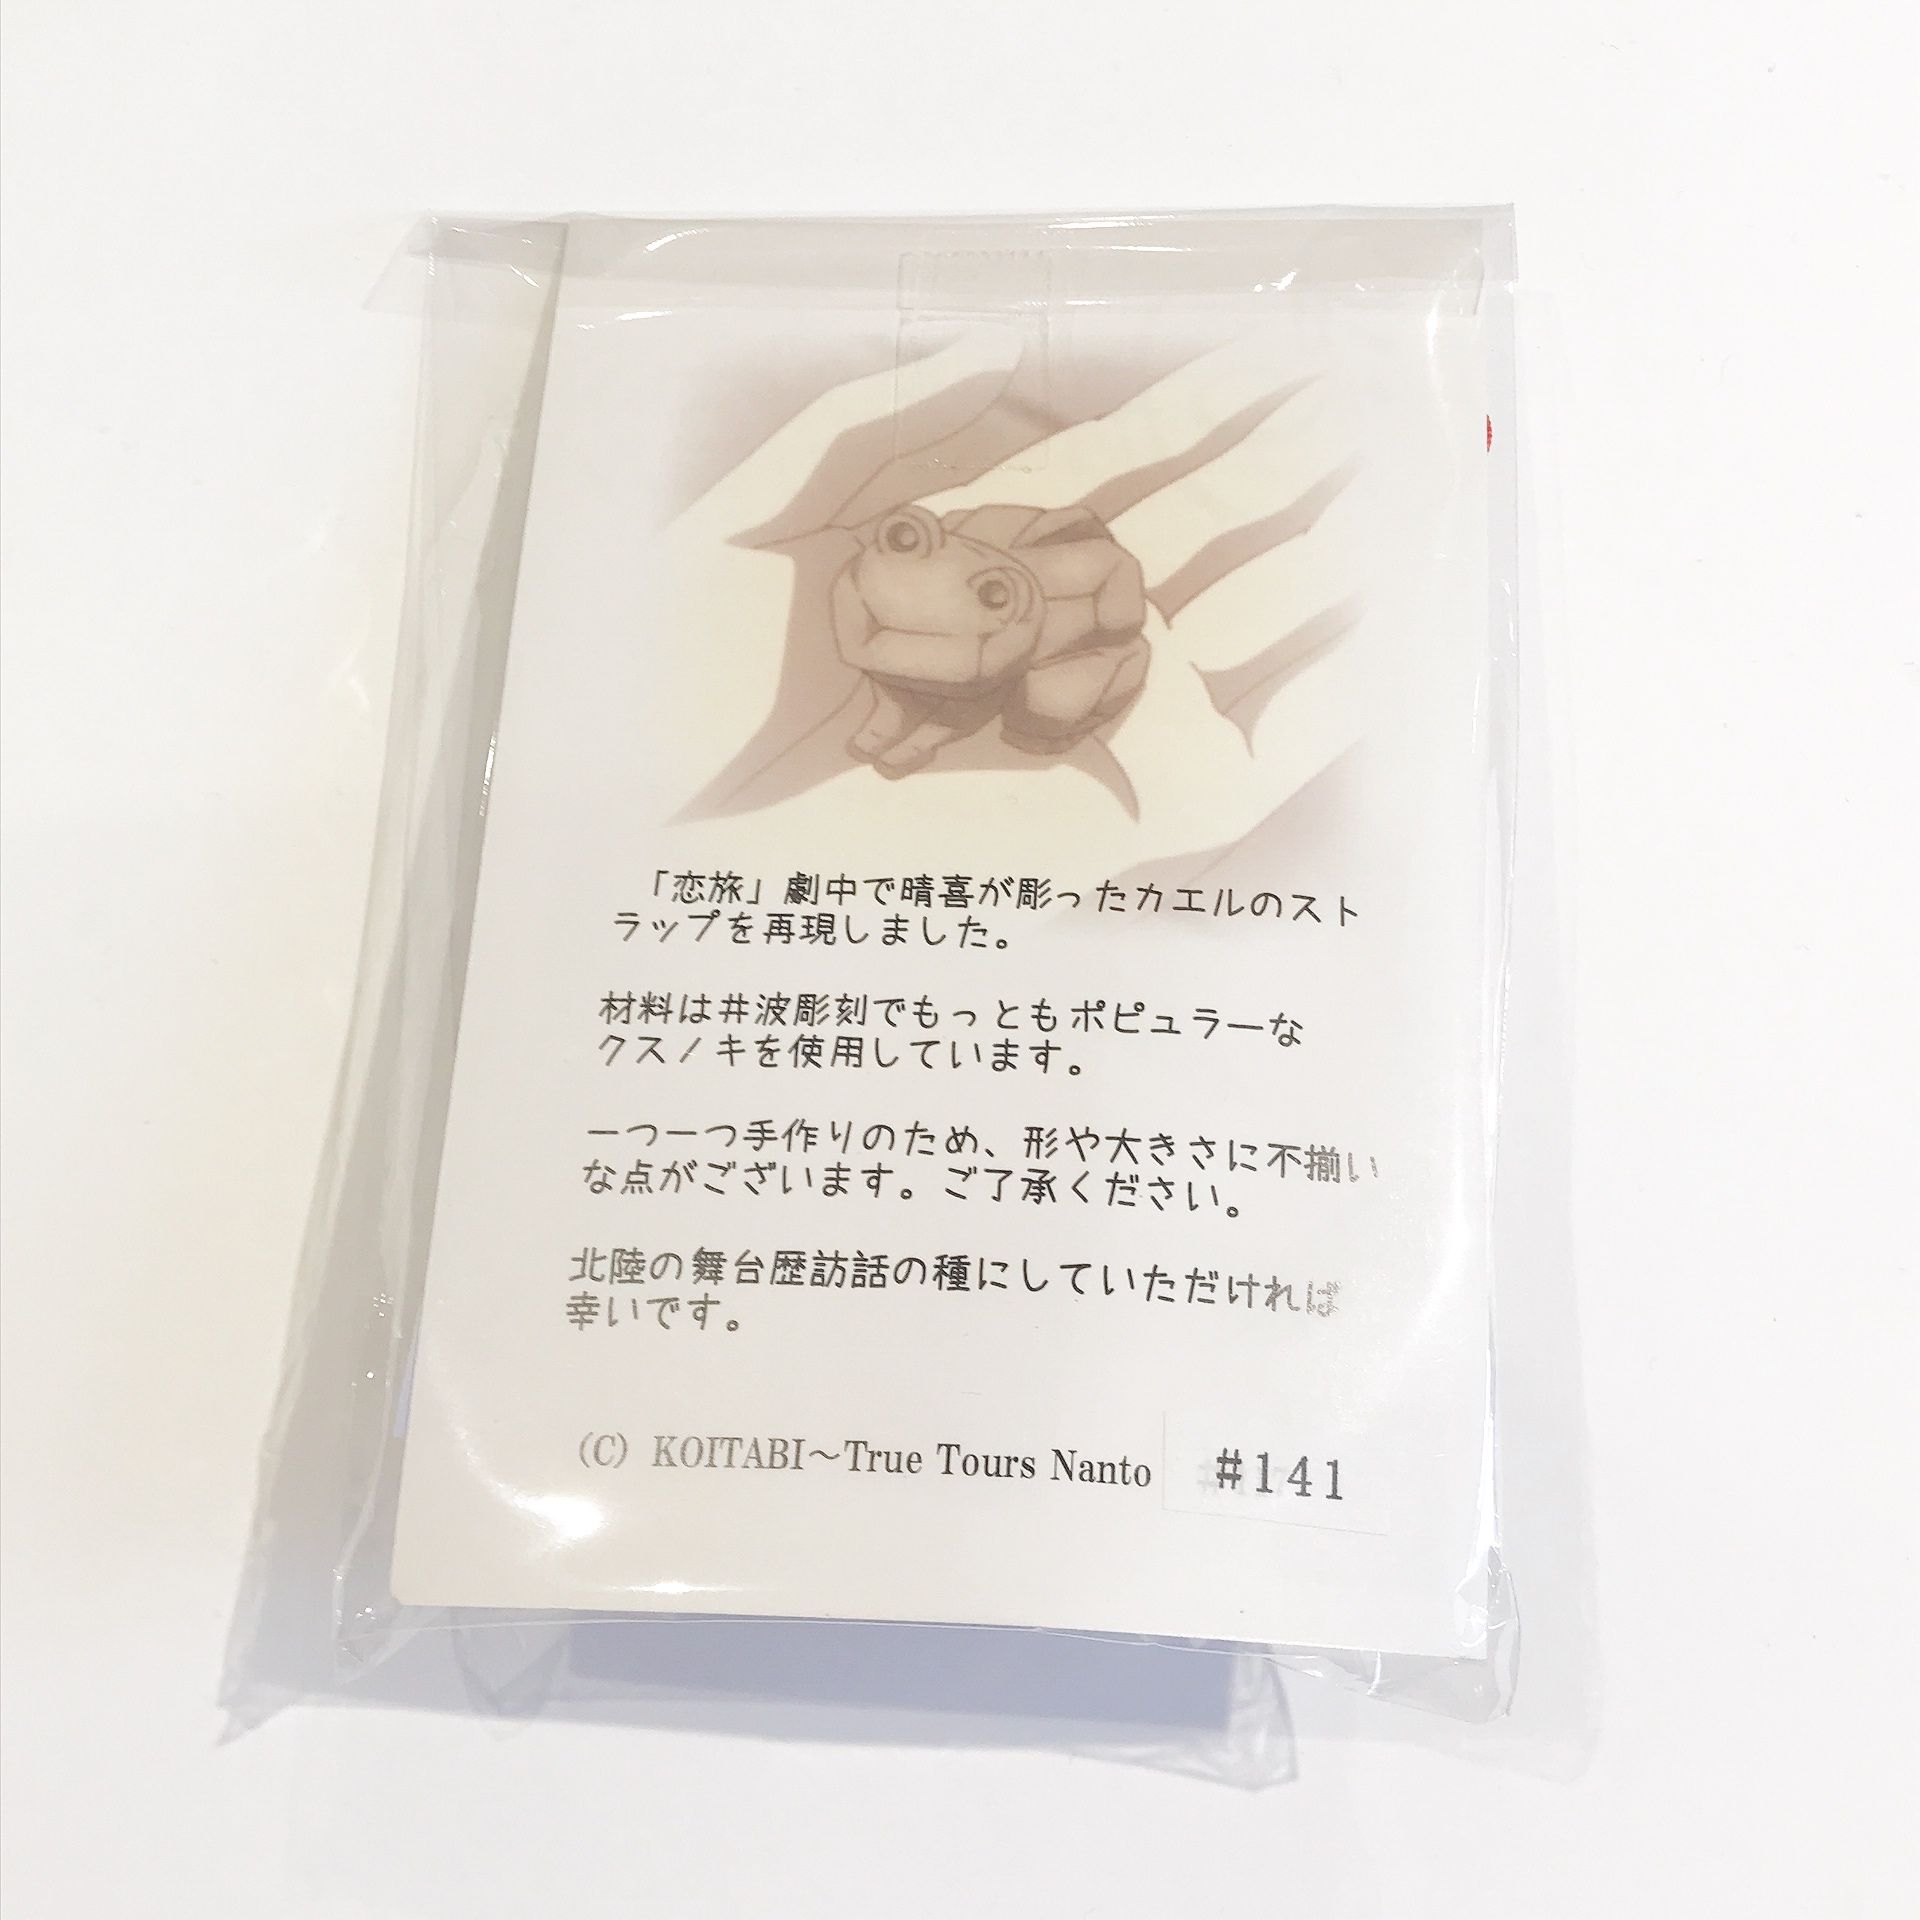 「恋旅」劇中で晴喜が彫ったカエルのスト
ラップを再現しました。
材料は井波彫刻でもっともポピュラーな
クスノキを使用しています。
一つ一つ手作りのため、形や大きさに不揃い
な点がございます。ご了承ください。
北陸の舞台歴訪話の種にしていただければ
幸いです。
(C) KOITABI～True Tours Nanto
#141